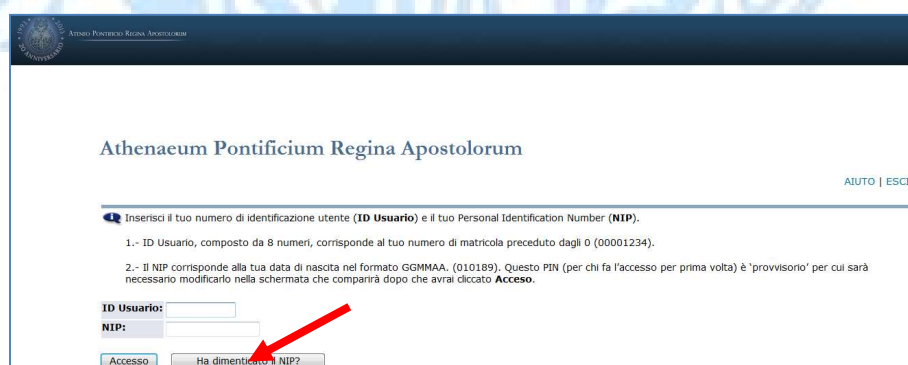 ATENEO PONTIFICIO REGINA APOSTOLORUM
Athenaeum Pontificium Regina Apostolorum
AIUTO | ESCI
Inserisci il tuo numero di identificazione utente (ID Usuario) e il tuo Personal Identification Number (NIP).
1.- ID Usuario, composto da 8 numeri, corrisponde al tuo numero di matricola preceduto dagli 0 (00001234).
2.- Il NIP corrisponde alla tua data di nascita nel formato GGMMAA. (010189). Questo PIN (per chi fa l'accesso per prima volta) è 'provvisorio' per cui sarà
necessario modificarlo nella schermata che comparirà dopo che avrai cliccato Acceso.
ID Usuario:
NIP:
Accesso Ha dimenticato il NIP?